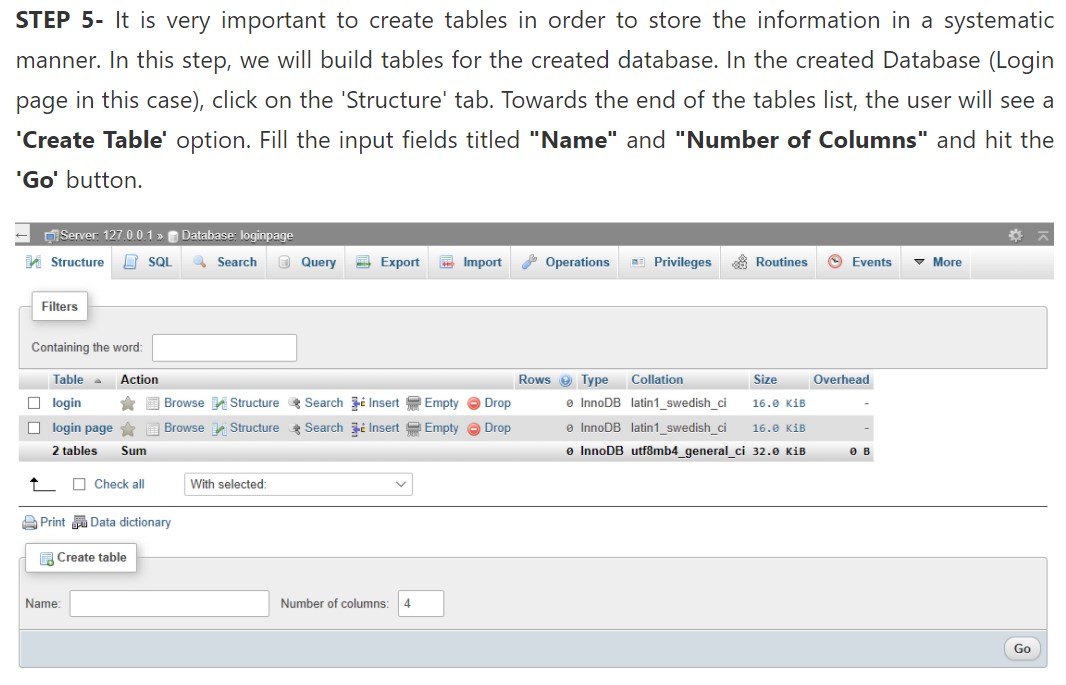 STEP 5- It is very important to create tables in order to store the information in a systematic
manner. In this step, we will build tables for the created database. In the created Database (Login
page in this case), click on the 'Structure' tab. Towards the end of the tables list, the user will see a
'Create Table' option. Fill the input fields titled "Name" and "Number of Columns" and hit the
'Go' button.
Server: 127.0.0.1 » Database: loginpage
Structure SQL Search Query Export Import Operations Privileges Routines Events More
Filters
Containing the word:
Table Action Rows Type Collation Size Overhead
login Browse Structure Search Insert Empty Drop 0 InnoDB latin1_swedish_ci 16.0 KiB -
login page Browse Structure Search Insert Empty Drop 0 InnoDB latin1_swedish_ci 16.0 KiB -
2 tables Sum 0 InnoDB utf8mb4_general_ci 32.0 KiB 0 B
Check all With selected:
Print Data dictionary
Create table
Name: Number of columns: 4
Go